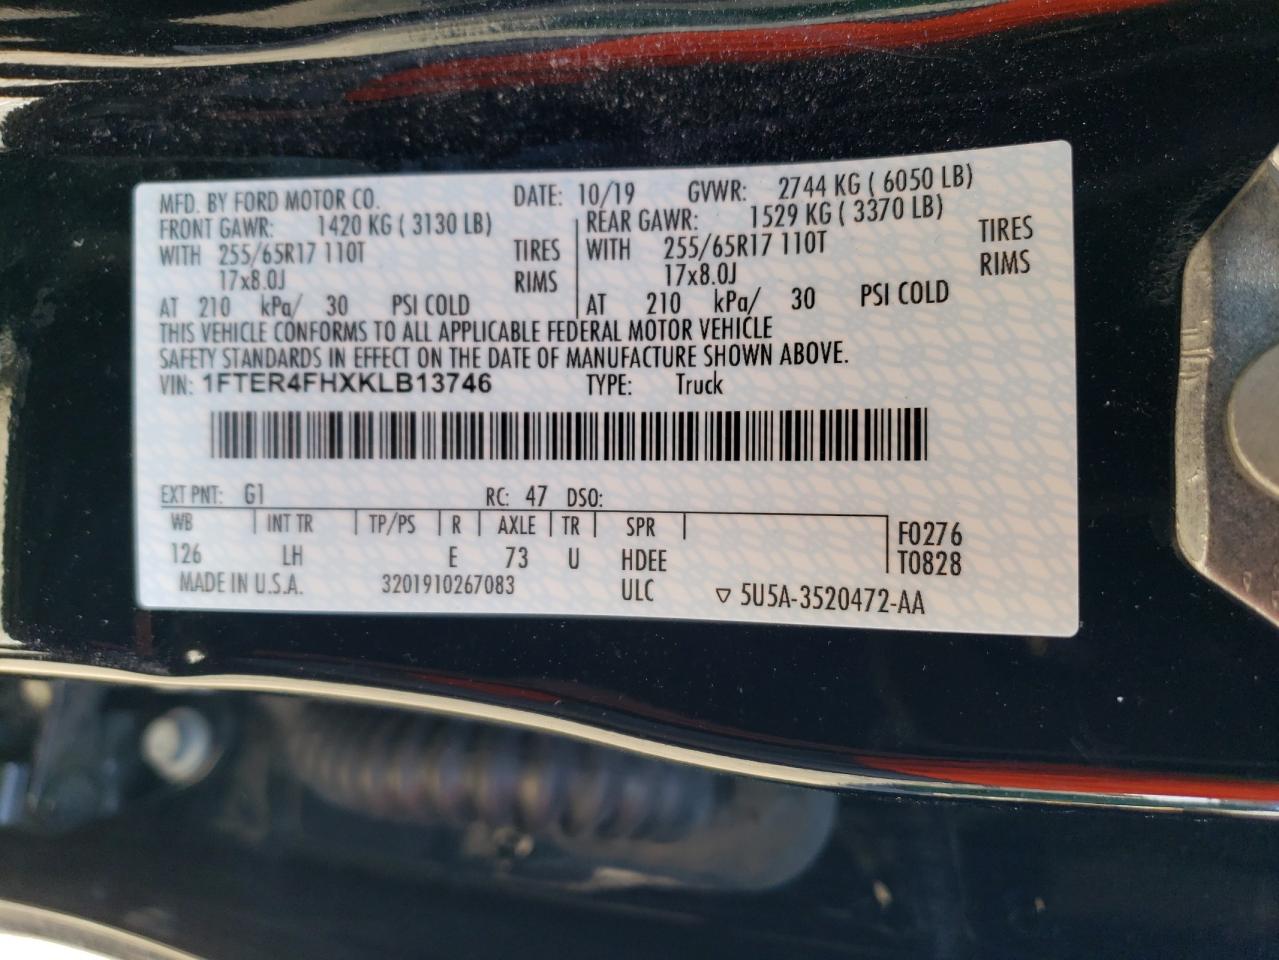 MFD. BY FORD MOTOR CO. DATE: 10/19 GVWR: 2744 KG ( 6050 LB)
FRONT GAWR: 1420 KG ( 3130 LB) REAR GAWR: 1529 KG ( 3370 LB)
WITH 255/65R17 110T TIRES WITH 255/65R17 110T TIRES
17x8.0J RIMS 17x8.0J RIMS
AT 210 kPa/ 30 PSI COLD AT 210 kPa/ 30 PSI COLD
THIS VEHICLE CONFORMS TO ALL APPLICABLE FEDERAL MOTOR VEHICLE
SAFETY STANDARDS IN EFFECT ON THE DATE OF MANUFACTURE SHOWN ABOVE.
VIN: 1FTER4FHXKLB13746 TYPE: Truck
EXT PNT: G1 RC: 47 DSO:
WB INT TR TP/PS R AXLE TR SPR F0276
126 LH E 73 U HDEE T0828
MADE IN U.S.A. 3201910267083 ULC ▽ 5U5A-3520472-AA